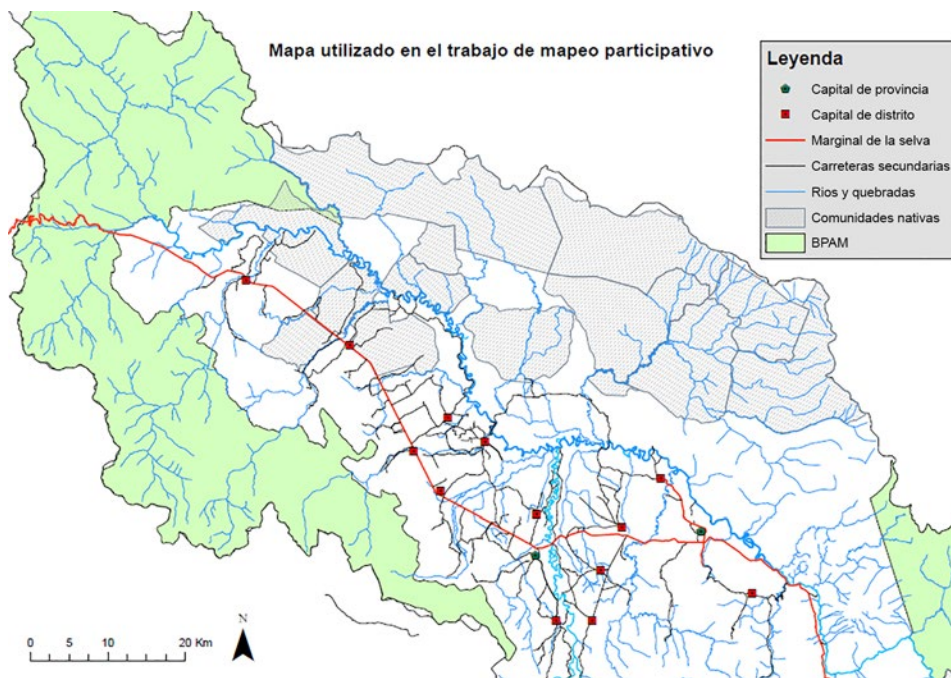 Mapa utilizado en el trabajo de mapeo participativo
Leyenda
Capital de provincia
Capital de distrito
Marginal de la selva
Carreteras secundarias
Rios y quebradas
Comunidades nativas
BPAM
0 5 10 20 Km
N